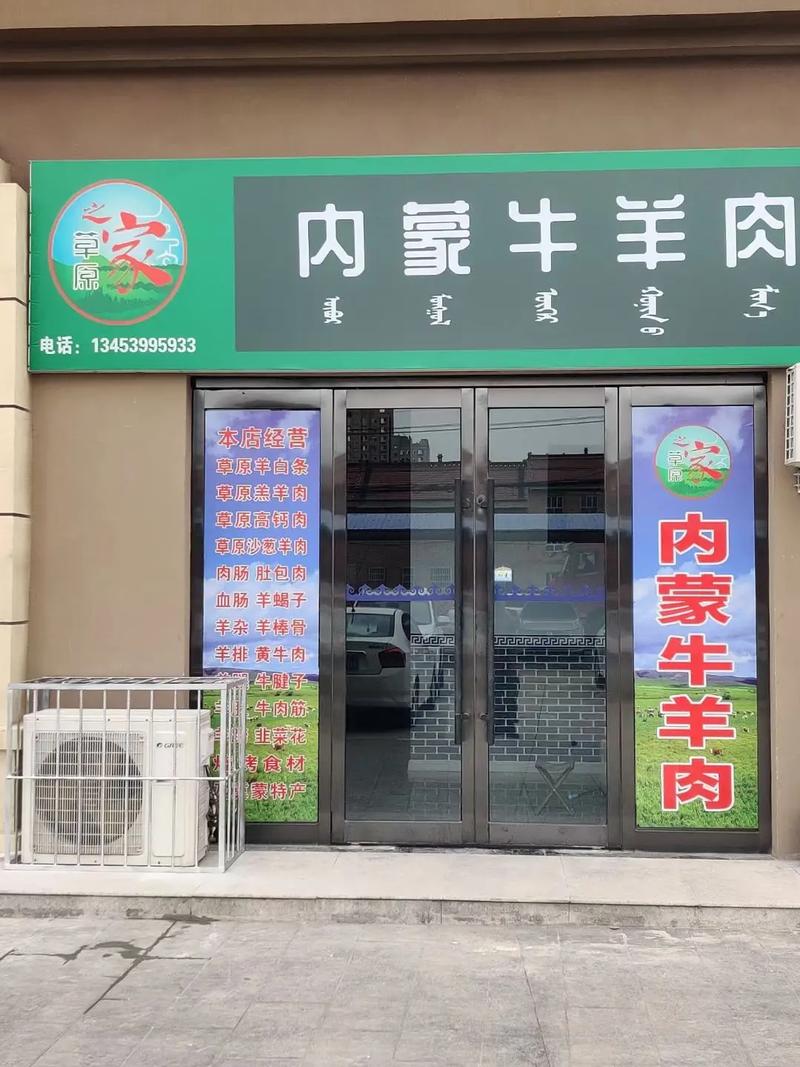 草原
之
家
内蒙牛羊肉
电话：13453995933
本店经营
草原羊白条
草原羔羊肉
草原高钙肉
草原沙葱羊肉
肉肠 肚包肉
血肠 羊蝎子
羊杂 羊棒骨
羊排 黄牛肉
牛腱子
牛肉筋
韭菜花
烤食材
蒙特产
草原
之
家
内蒙牛羊肉
GREE